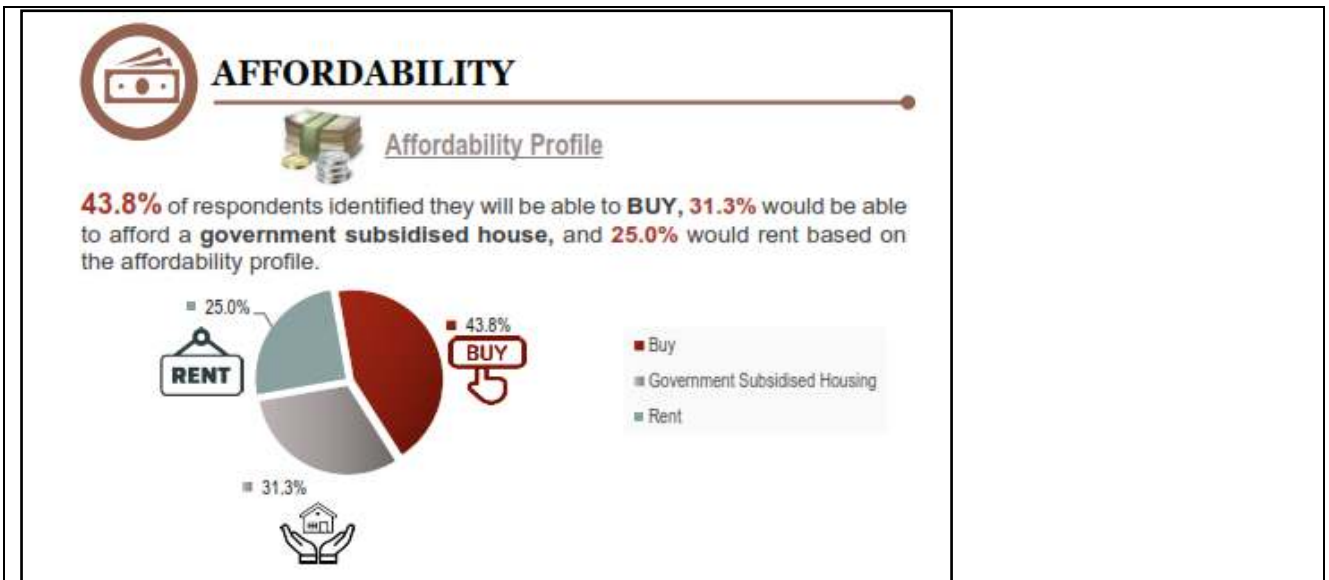 AFFORDABILITY
Affordability Profile
43.8% of respondents identified they will be able to BUY, 31.3% would be able
to afford a government subsidised house, and 25.0% would rent based on
the affordability profile.
25.0%
43.8%
BUY
RENT
31.3%
Buy
Government Subsidised Housing
Rent